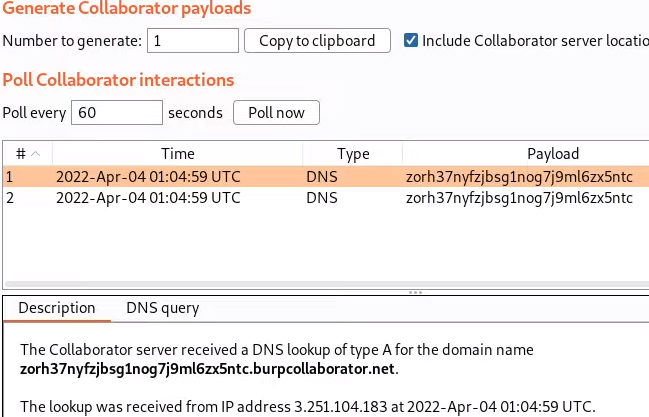 Generate Collaborator payloads
Number to generate: 1 Copy to clipboard Include Collaborator server locatio
Poll Collaborator interactions
Poll every 60 seconds Poll now
# Time Type Payload
1 2022-Apr-04 01:04:59 UTC DNS zorh37nyfzjbsg1nog7j9ml6zx5ntc
2 2022-Apr-04 01:04:59 UTC DNS zorh37nyfzjbsg1nog7j9ml6zx5ntc
Description DNS query
The Collaborator server received a DNS lookup of type A for the domain name
zorh37nyfzjbsg1nog7j9ml6zx5ntc.burpcollaborator.net.
The lookup was received from IP address 3.251.104.183 at 2022-Apr-04 01:04:59 UTC.